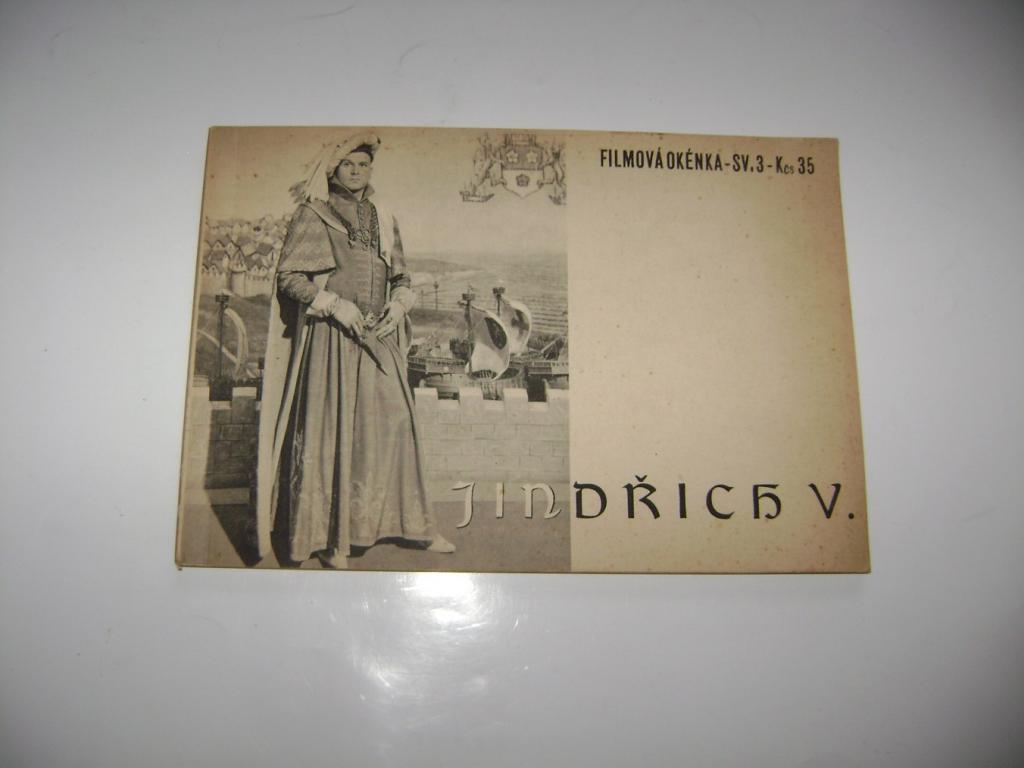 FILMOVÁ OKÉNKA - SV. 3 - Kčs 35
JINDŘICH V.